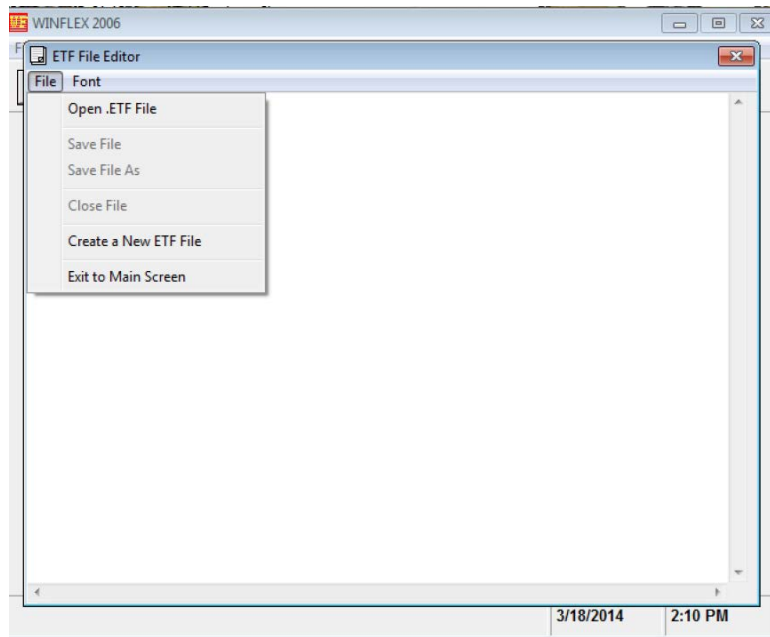 WINFLEX 2006
F
ETF File Editor
File Font
Open .ETF File
Save File
Save File As
Close File
Create a New ETF File
Exit to Main Screen
3/18/2014 2:10 PM